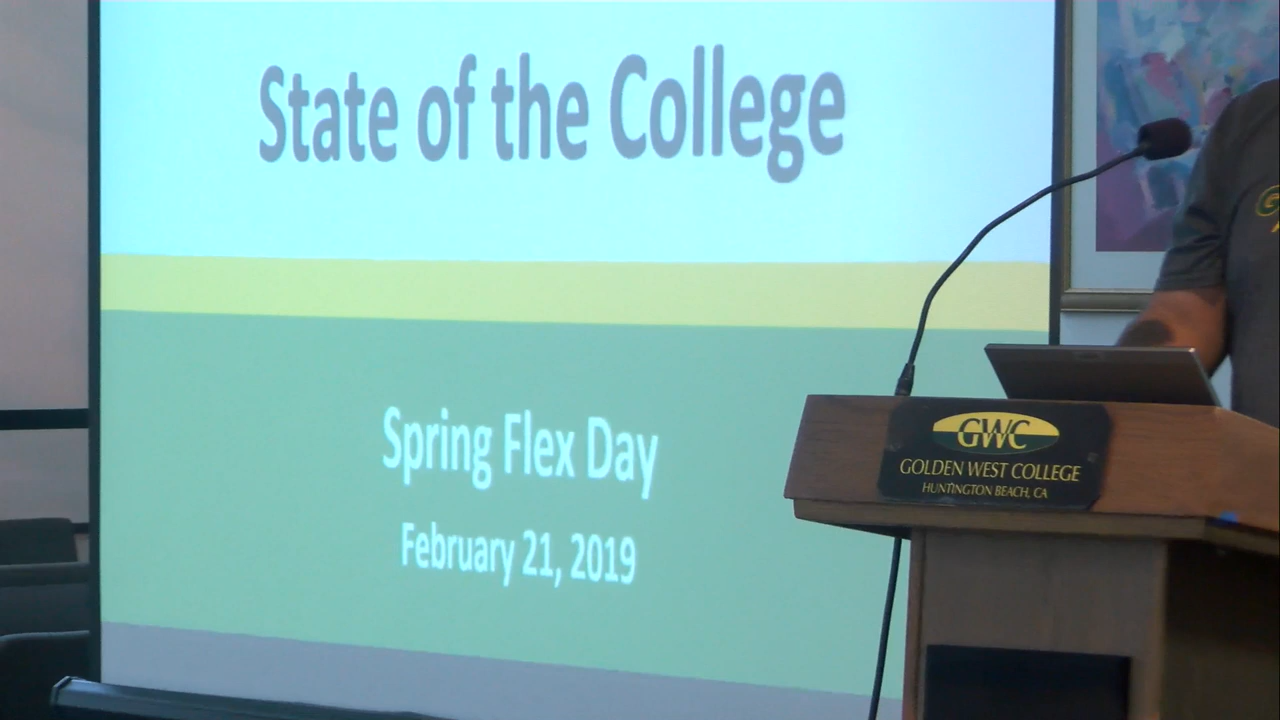 State of the College
Spring Flex Day
February 21, 2019
GWC
GOLDEN WEST COLLEGE
HUNTINGTON BEACH, CA